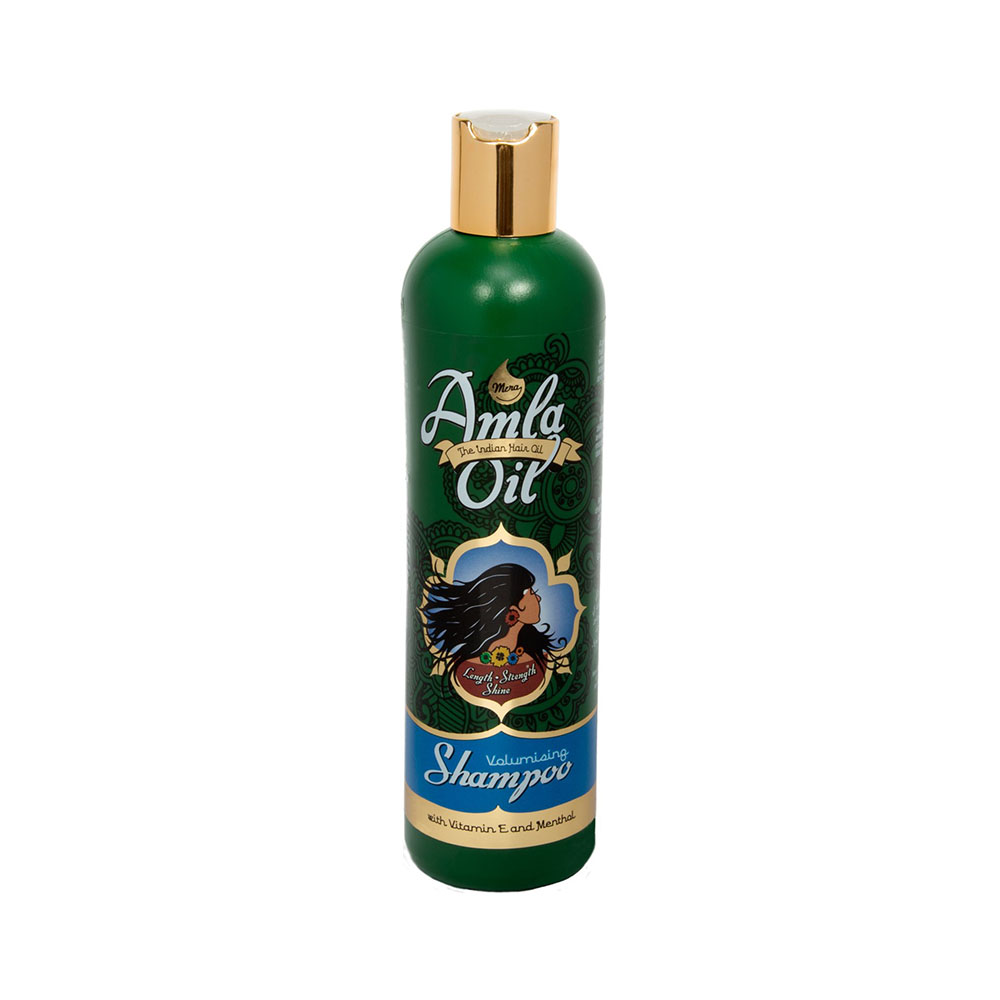 Mera
Amla
The Indian Hair Oil
Oil
Length • Strength
Shine
Volumising
Shampoo
with Vitamin E and Menthol